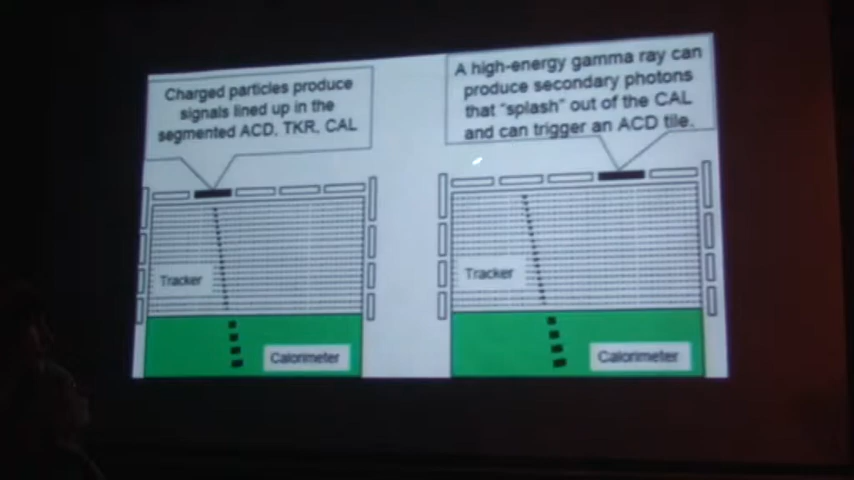 Charged particles produce
signals lined up in the
segmented ACD, TKR, CAL
A high-energy gamma ray can
produce secondary photons
that "splash" out of the CAL
and can trigger an ACD tile.
Tracker
Calorimeter
Tracker
Calorimeter